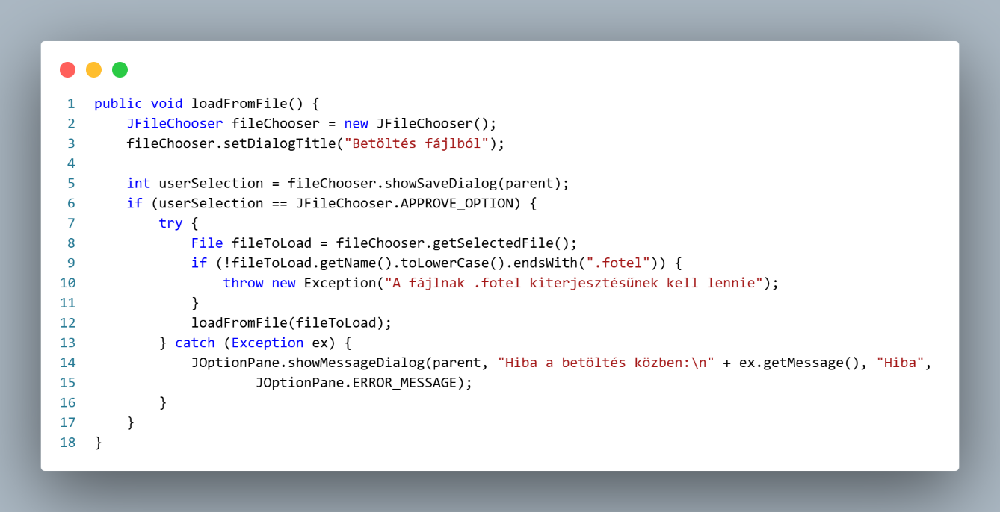 1 public void loadFromFile() {
2     JFileChooser fileChooser = new JFileChooser();
3     fileChooser.setDialogTitle("Betöltés fájlból");
4
5     int userSelection = fileChooser.showSaveDialog(parent);
6     if (userSelection == JFileChooser.APPROVE_OPTION) {
7         try {
8             File fileToLoad = fileChooser.getSelectedFile();
9             if (!fileToLoad.getName().toLowerCase().endsWith(".fotel")) {
10                 throw new Exception("A fájlnak .fotel kiterjesztésűnek kell lennie");
11             }
12             loadFromFile(fileToLoad);
13         } catch (Exception ex) {
14             JOptionPane.showMessageDialog(parent, "Hiba a betöltés közben:\n" + ex.getMessage(), "Hiba",
15                     JOptionPane.ERROR_MESSAGE);
16         }
17     }
18 }